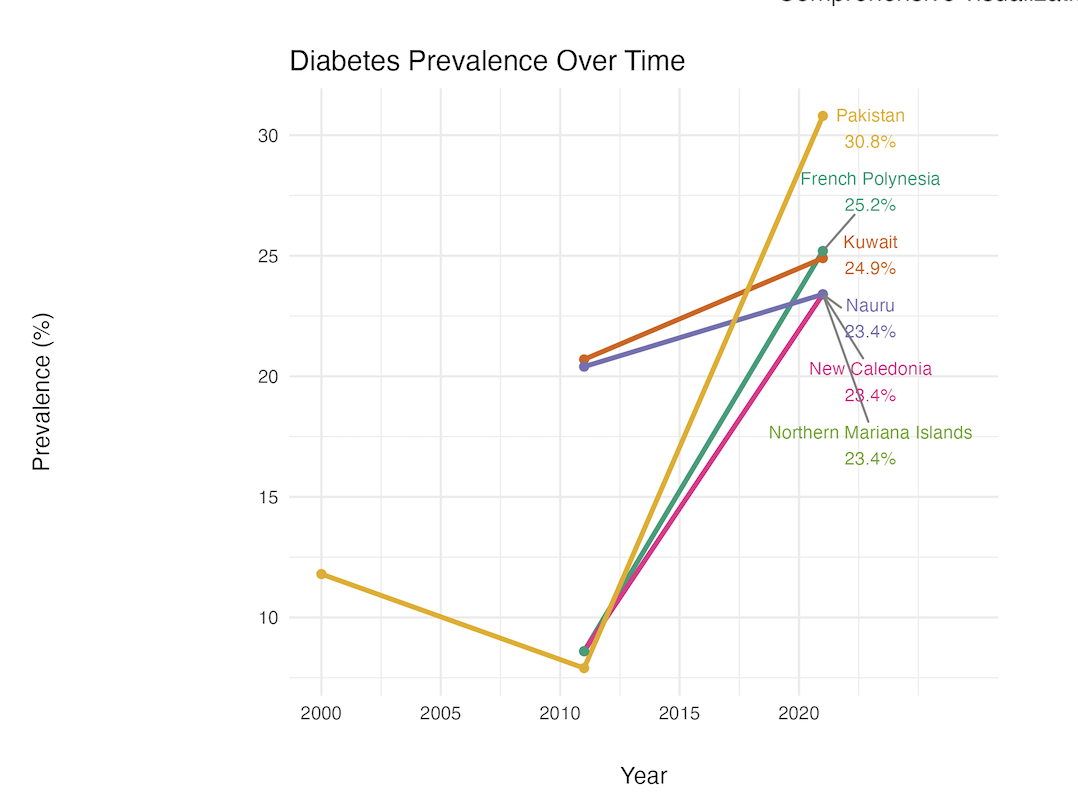 Diabetes Prevalence Over Time
Prevalence (%)
30
25
20
15
10
Pakistan
30.8%
French Polynesia
25.2%
Kuwait
24.9%
Nauru
23.4%
New Caledonia
23.4%
Northern Mariana Islands
23.4%
2000
2005
2010
2015
2020
Year